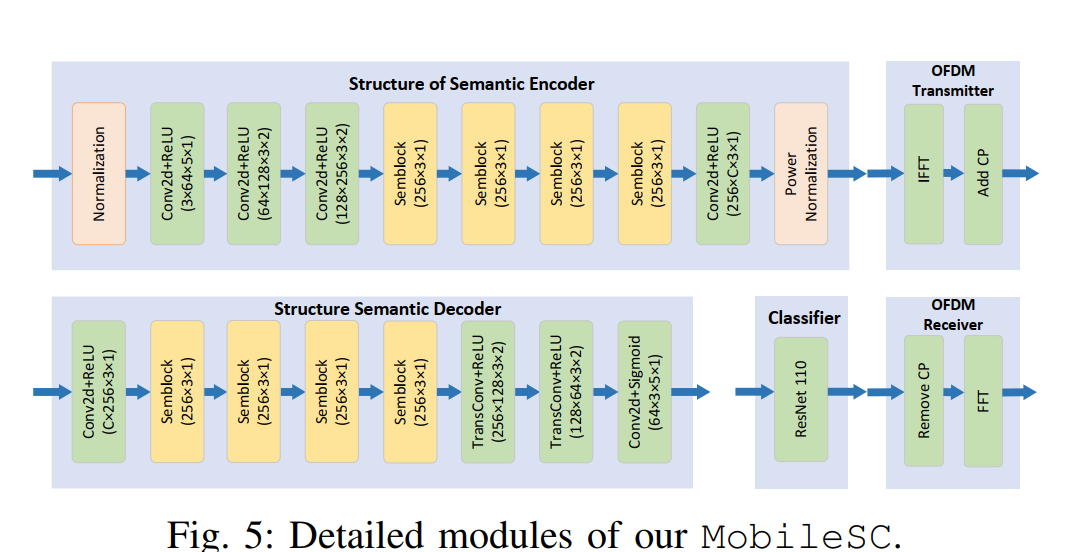 Structure of Semantic Encoder
Normalization
Conv2d+ReLU
(3×64×5×1)
Conv2d+ReLU
(64×128×3×2)
Conv2d+ReLU
(128×256×3×2)
Semblock
(256×3×1)
Semblock
(256×3×1)
Semblock
(256×3×1)
Semblock
(256×3×1)
Conv2d+ReLU
(256×C×3×1)
Power
Normalization
OFDM
Transmitter
IFFT
Add CP
Structure Semantic Decoder
Conv2d+ReLU
(C×256×3×1)
Semblock
(256×3×1)
Semblock
(256×3×1)
Semblock
(256×3×1)
Semblock
(256×3×1)
TransConv+ReLU
(256×128×3×2)
TransConv+ReLU
(128×64×3×2)
Conv2d+Sigmoid
(64×3×5×1)
Classifier
ResNet 110
OFDM
Receiver
Remove CP
FFT
Fig. 5: Detailed modules of our MobileSC.